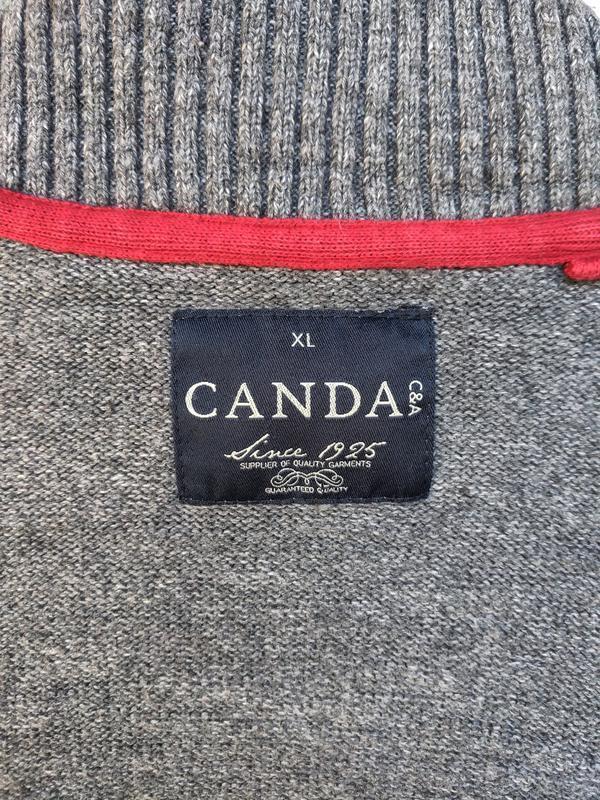 XL
CANDA C&A
Since 1925
SUPPLIER OF QUALITY GARMENTS
GUARANTEED QUALITY